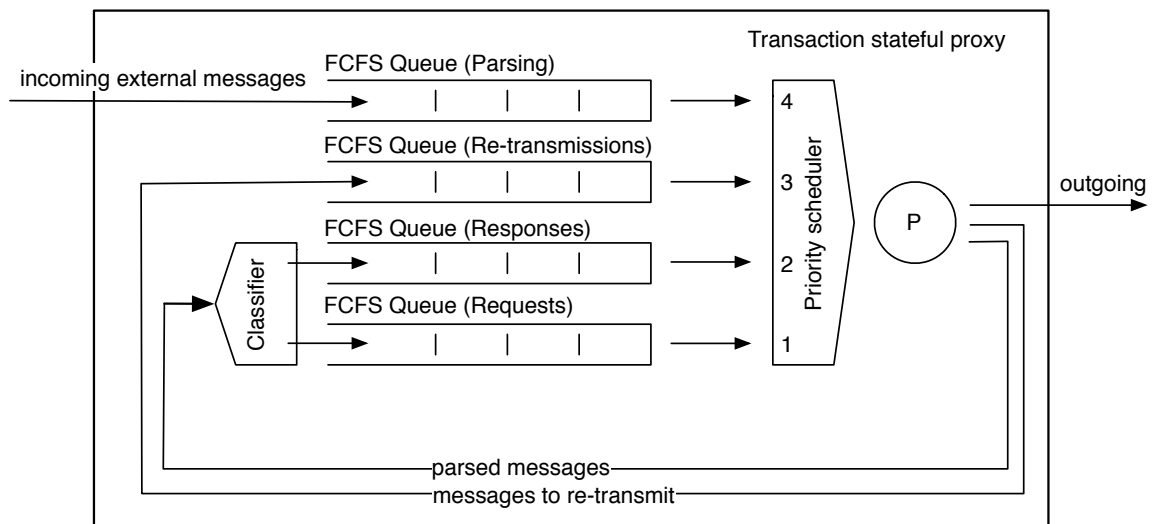 Transaction stateful proxy
incoming external messages
FCFS Queue (Parsing)
4
FCFS Queue (Re-transmissions)
3
outgoing
Priority scheduler
P
FCFS Queue (Responses)
2
Classifier
FCFS Queue (Requests)
1
parsed messages
messages to re-transmit